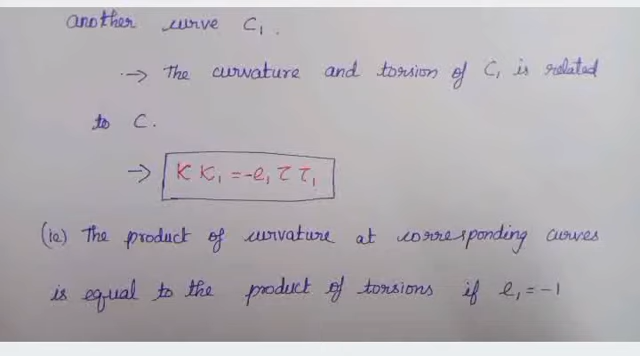 another curve C₁.
→ The curvature and torsion of C₁ is related
to C.
→ K K₁ = -e₁ τ τ₁
(ie) The product of curvature at corresponding curves
is equal to the product of torsions if e₁ = -1